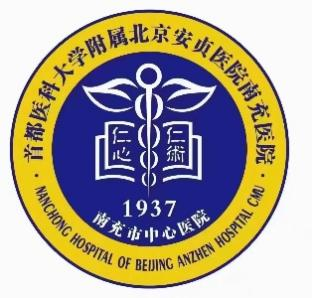 首都医科大学附属北京安贞医院南充医院
仁心
仁術
1937
南充市中心医院
NANCHONG HOSPITAL OF BEIJING ANZHEN HOSPITAL CMU